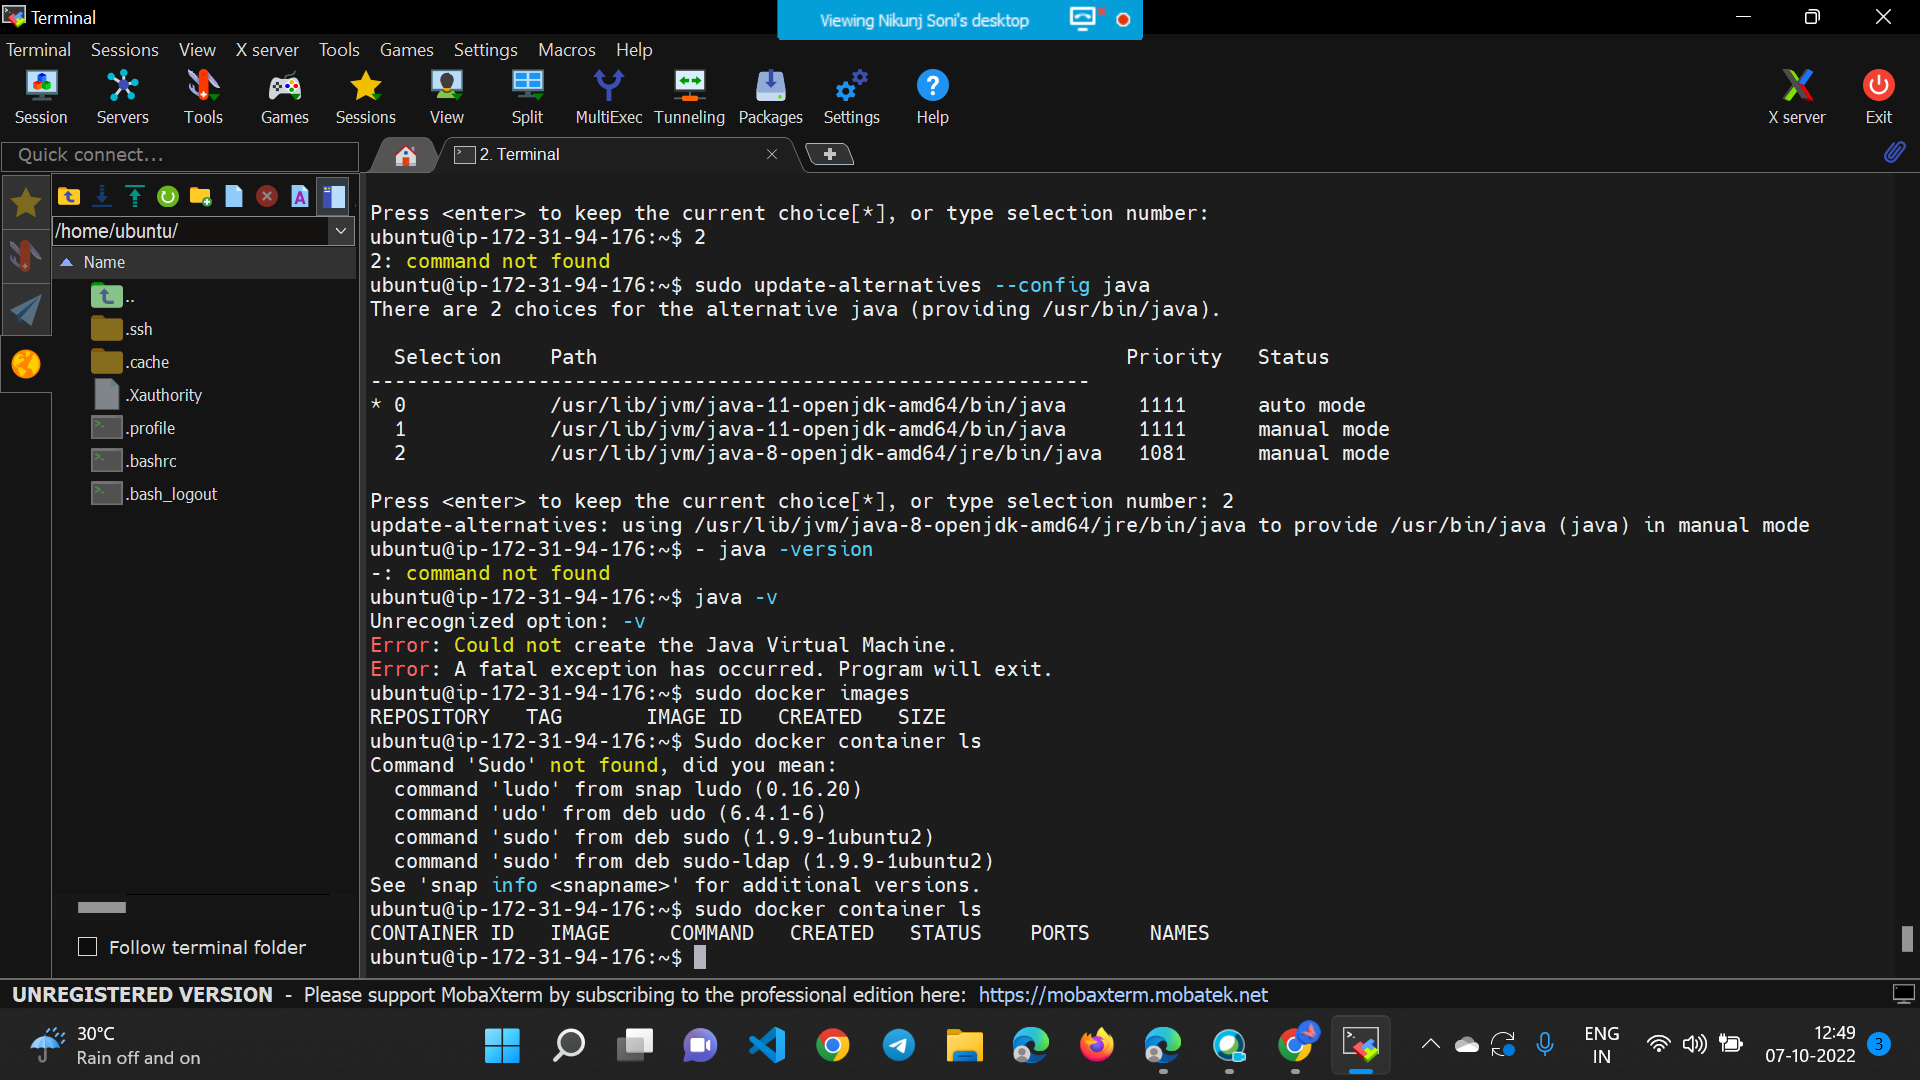 Terminal
Viewing Nikunj Soni's desktop
Terminal Sessions View X server Tools Games Settings Macros Help
Session Servers Tools Games Sessions View Split MultiExec Tunneling Packages Settings Help X server Exit
Quick connect...
2. Terminal
/home/ubuntu/
Name
..
.ssh
.cache
.Xauthority
.profile
.bashrc
.bash_logout
Follow terminal folder
Press <enter> to keep the current choice[*], or type selection number:
ubuntu@ip-172-31-94-176:~$ 2
2: command not found
ubuntu@ip-172-31-94-176:~$ sudo update-alternatives --config java
There are 2 choices for the alternative java (providing /usr/bin/java).
Selection Path Priority Status
------------------------------------------------------------
* 0 /usr/lib/jvm/java-11-openjdk-amd64/bin/java 1111 auto mode
1 /usr/lib/jvm/java-11-openjdk-amd64/bin/java 1111 manual mode
2 /usr/lib/jvm/java-8-openjdk-amd64/jre/bin/java 1081 manual mode
Press <enter> to keep the current choice[*], or type selection number: 2
update-alternatives: using /usr/lib/jvm/java-8-openjdk-amd64/jre/bin/java to provide /usr/bin/java (java) in manual mode
ubuntu@ip-172-31-94-176:~$ - java -version
-: command not found
ubuntu@ip-172-31-94-176:~$ java -v
Unrecognized option: -v
Error: Could not create the Java Virtual Machine.
Error: A fatal exception has occurred. Program will exit.
ubuntu@ip-172-31-94-176:~$ sudo docker images
REPOSITORY TAG IMAGE ID CREATED SIZE
ubuntu@ip-172-31-94-176:~$ Sudo docker container ls
Command 'Sudo' not found, did you mean:
command 'ludo' from snap ludo (0.16.20)
command 'udo' from deb udo (6.4.1-6)
command 'sudo' from deb sudo (1.9.9-1ubuntu2)
command 'sudo' from deb sudo-ldap (1.9.9-1ubuntu2)
See 'snap info <snapname>' for additional versions.
ubuntu@ip-172-31-94-176:~$ sudo docker container ls
CONTAINER ID IMAGE COMMAND CREATED STATUS PORTS NAMES
ubuntu@ip-172-31-94-176:~$
UNREGISTERED VERSION - Please support MobaXterm by subscribing to the professional edition here: https://mobaxterm.mobatek.net
30°C
Rain off and on
ENG
IN
12:49
07-10-2022
3